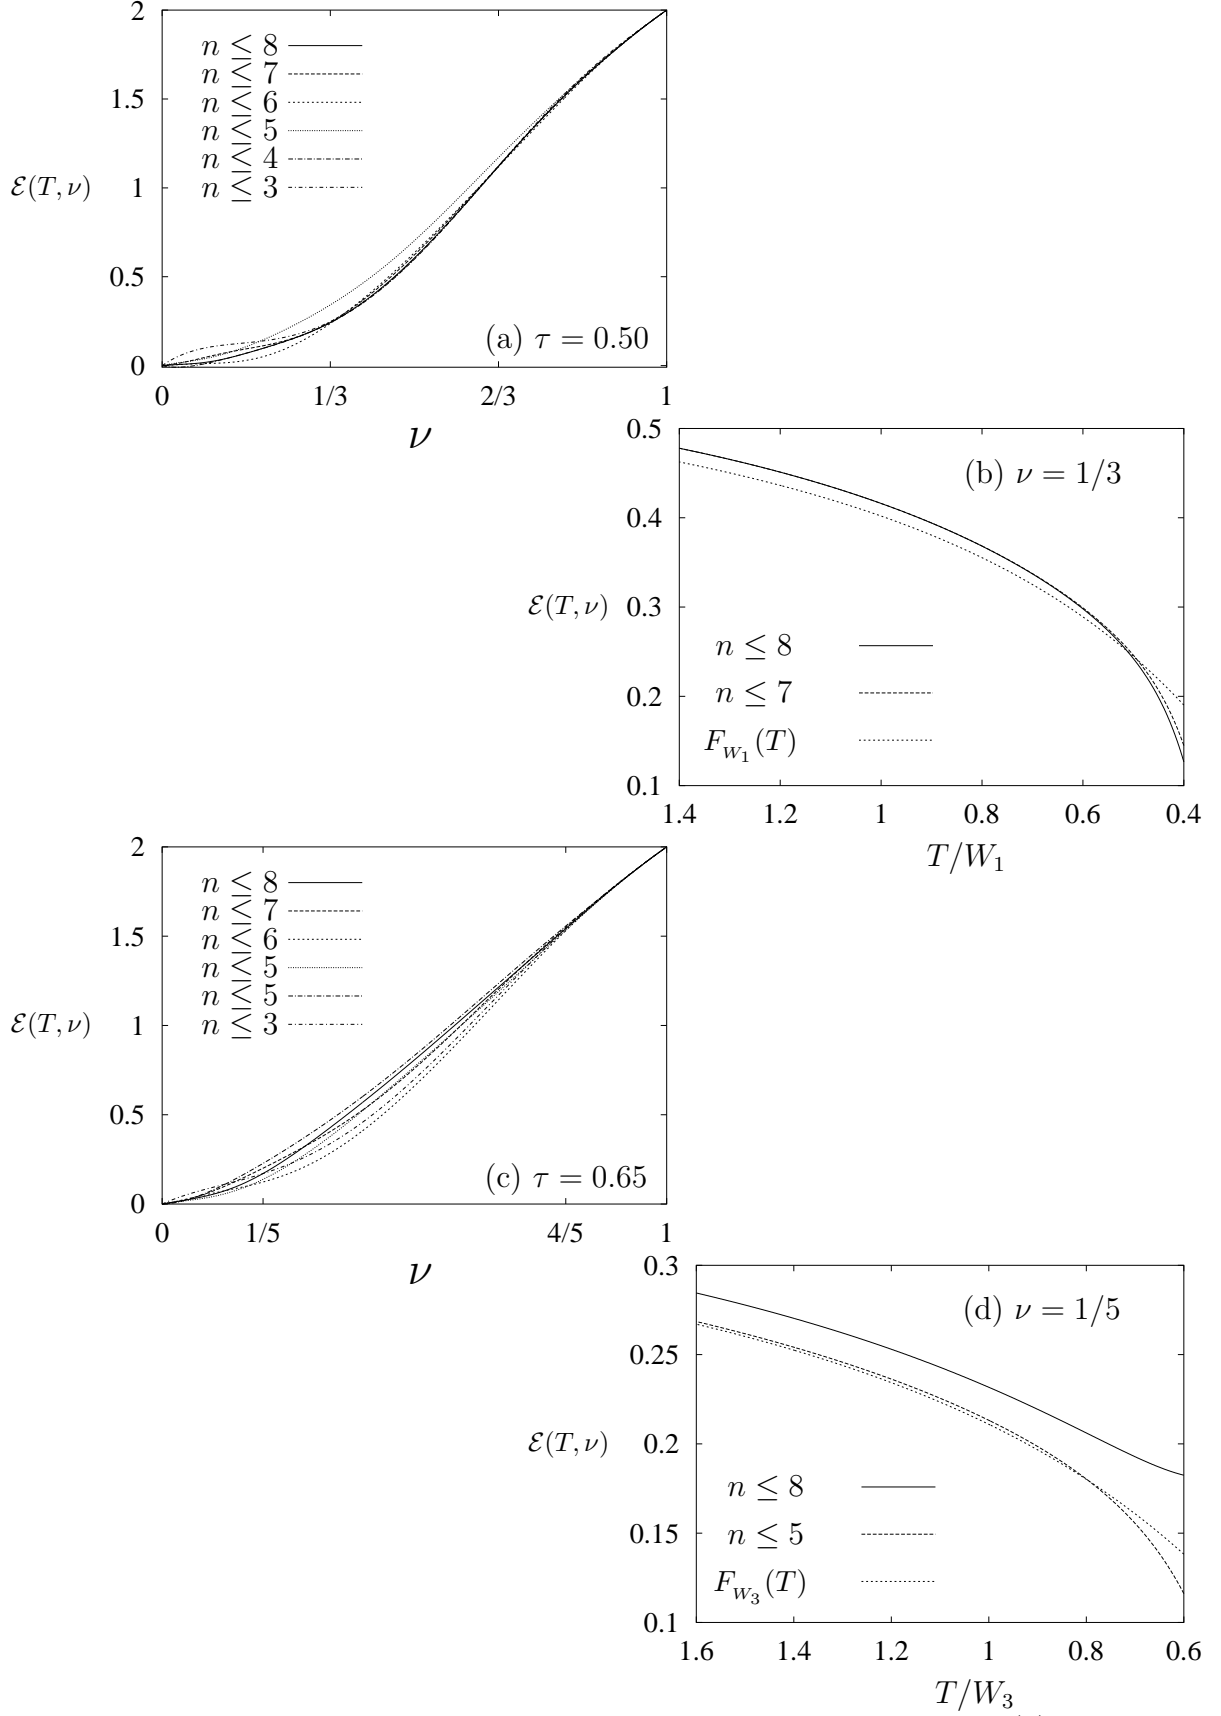 2
1.5
1
0.5
0
ℰ(T, ν)
n ≤ 8
n ≤ 7
n ≤ 6
n ≤ 5
n ≤ 4
n ≤ 3
(a) τ = 0.50
0 1/3 2/3 1
ν
0.5
0.4
0.3
0.2
0.1
ℰ(T, ν)
(b) ν = 1/3
n ≤ 8
n ≤ 7
F_{W_1}(T)
1.4 1.2 1 0.8 0.6 0.4
T/W_1
2
1.5
1
0.5
0
ℰ(T, ν)
n ≤ 8
n ≤ 7
n ≤ 6
n ≤ 5
n ≤ 5
n ≤ 3
(c) τ = 0.65
0 1/5 4/5 1
ν
0.3
0.25
0.2
0.15
0.1
ℰ(T, ν)
(d) ν = 1/5
n ≤ 8
n ≤ 5
F_{W_3}(T)
1.6 1.4 1.2 1 0.8 0.6
T/W_3